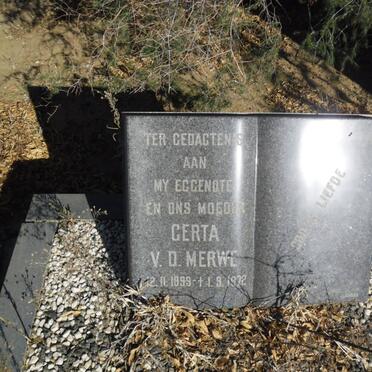 TER GEDAGTENIS
AAN
MY EGGENOTE
EN ONS MOEDER
GERTA
V. D. MERWE
12.11.1899 - † 1.9.1972
LIEFDE